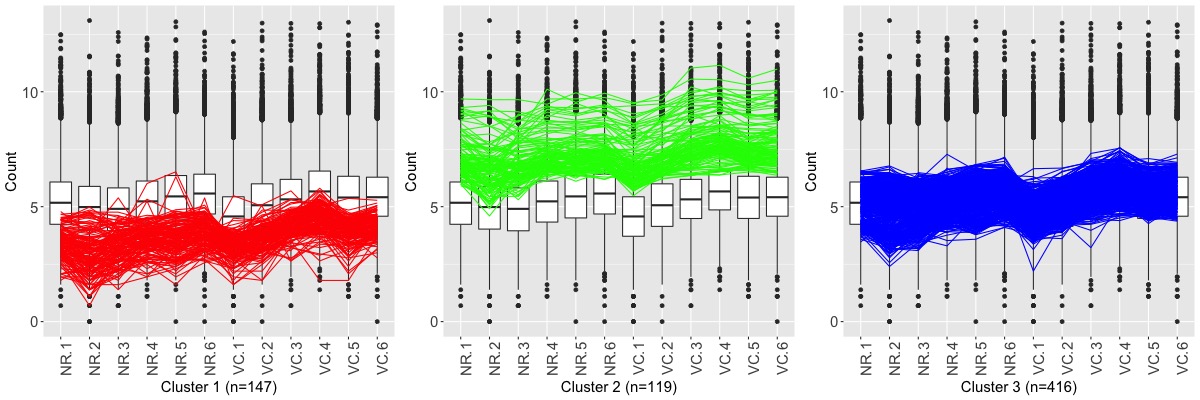 Count
10
5
0
NR.1
NR.2
NR.3
NR.4
NR.5
NR.6
VC.1
VC.2
VC.3
VC.4
VC.5
VC.6
Cluster 1 (n=147)
Count
10
5
0
NR.1
NR.2
NR.3
NR.4
NR.5
NR.6
VC.1
VC.2
VC.3
VC.4
VC.5
VC.6
Cluster 2 (n=119)
Count
10
5
0
NR.1
NR.2
NR.3
NR.4
NR.5
NR.6
VC.1
VC.2
VC.3
VC.4
VC.5
VC.6
Cluster 3 (n=416)